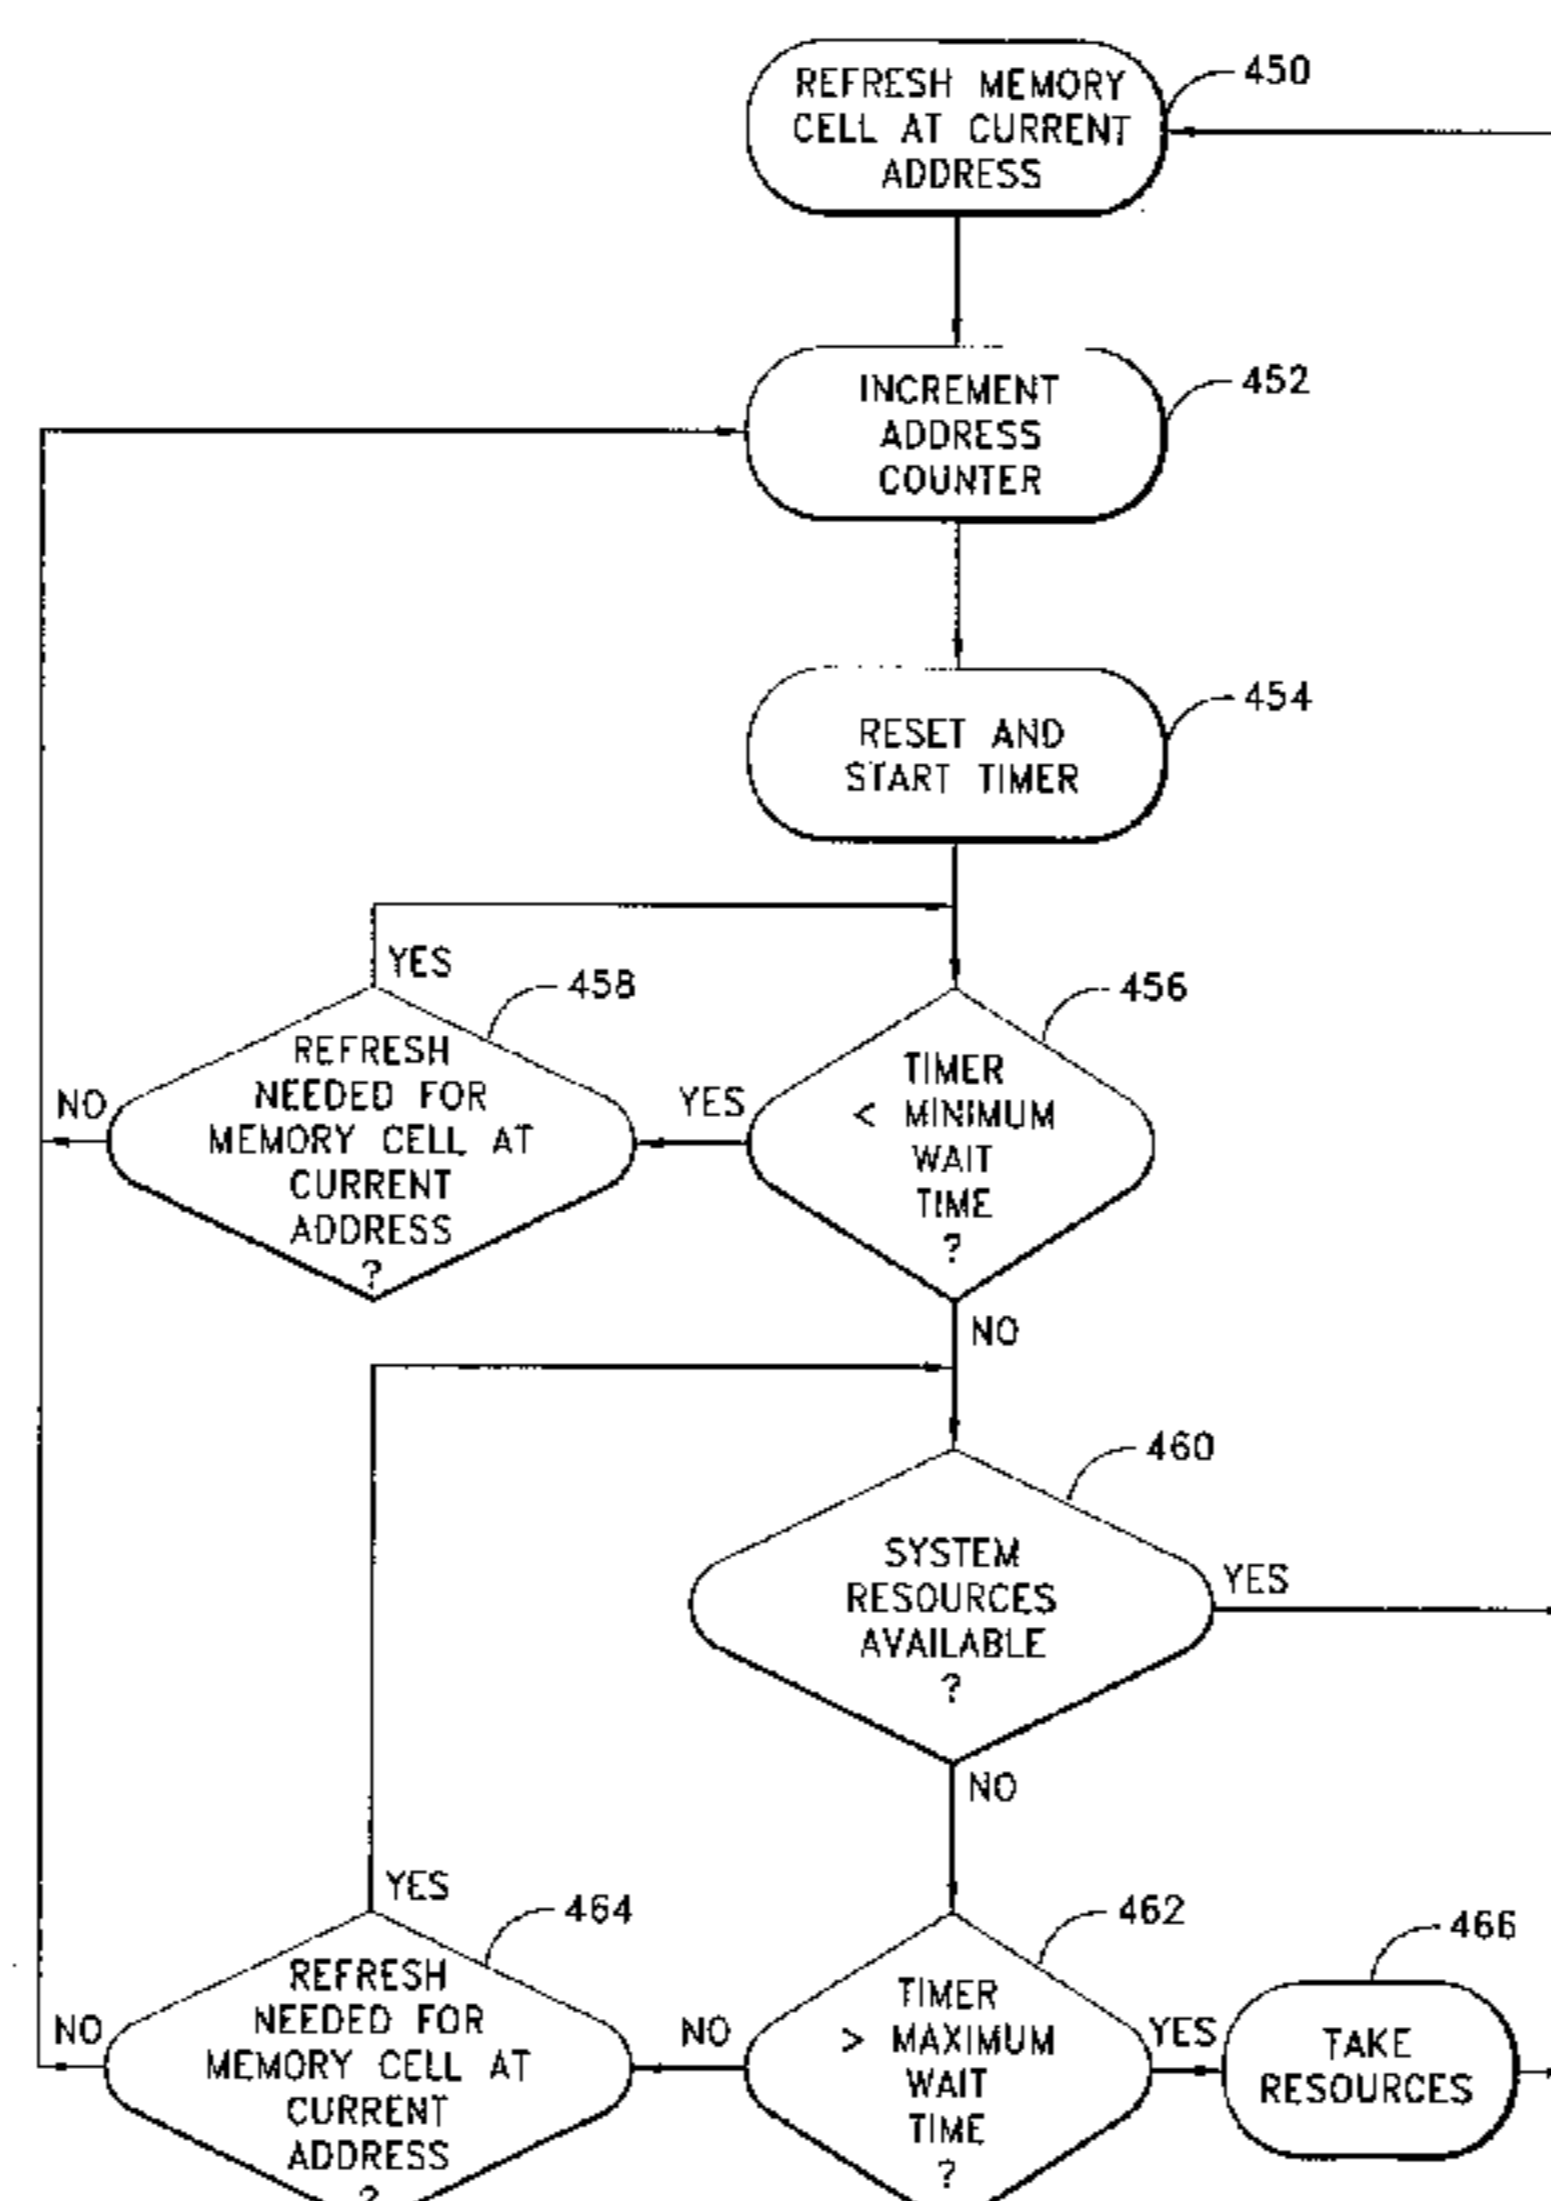 REFRESH MEMORY
CELL AT CURRENT
ADDRESS
450
INCREMENT
ADDRESS
COUNTER
452
RESET AND
START TIMER
454
YES
458
REFRESH
NEEDED FOR
MEMORY CELL AT
CURRENT
ADDRESS
?
NO
YES
456
TIMER
< MINIMUM
WAIT
TIME
?
NO
460
SYSTEM
RESOURCES
AVAILABLE
?
YES
NO
YES
464
REFRESH
NEEDED FOR
MEMORY CELL AT
CURRENT
ADDRESS
?
NO
NO
462
TIMER
> MAXIMUM
WAIT
TIME
?
YES
466
TAKE
RESOURCES